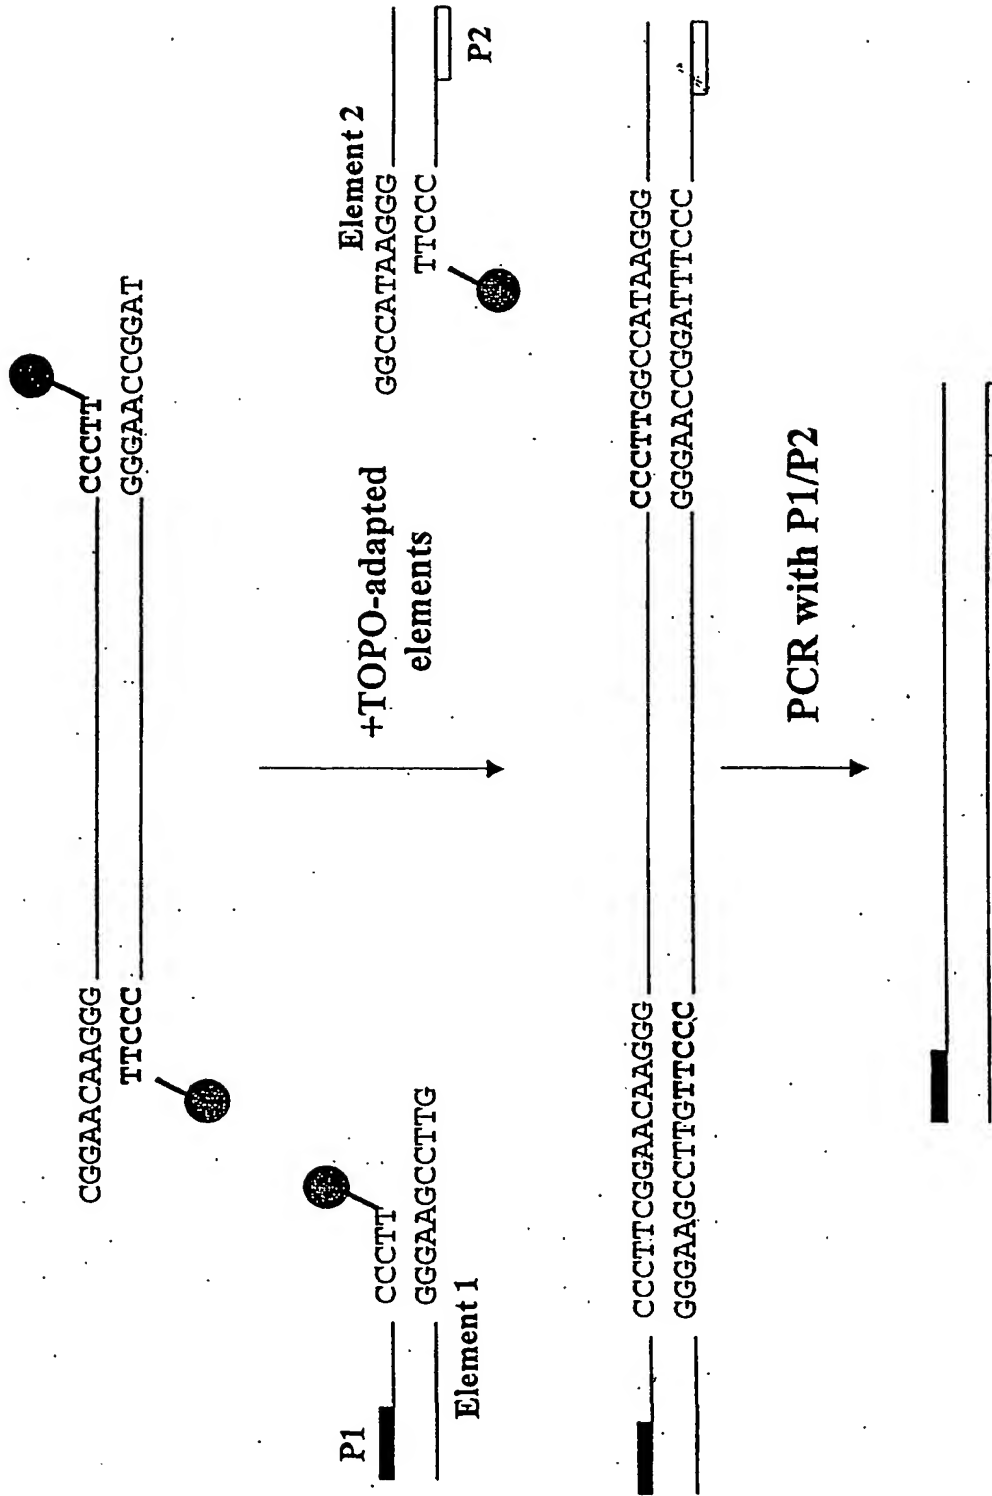 CGGAACAAGGG CCCTT
TTCCC GGGAACCGGAT
P1 CCCTT
GGGAAGCCTTG
Element 1
+TOPO-adapted
elements
Element 2
GGCCATAAGGG
TTCCC
P2
CCCTTCGGAACAAGGG CCCTTGGCCATAAGGG
GGGAAGCCTTGTTCCC GGGAACCGGATTTCCC
PCR with P1/P2